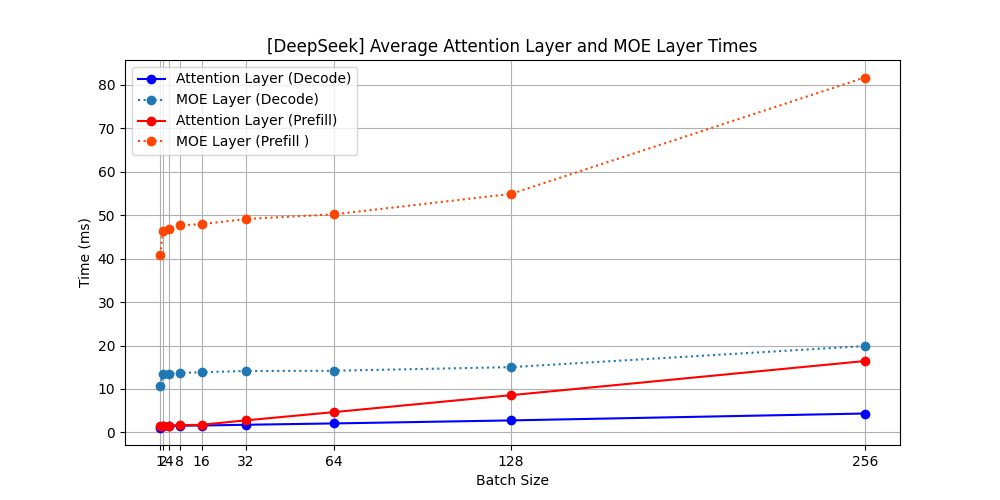 [DeepSeek] Average Attention Layer and MOE Layer Times
Attention Layer (Decode)
MOE Layer (Decode)
Attention Layer (Prefill)
MOE Layer (Prefill )
80
70
60
50
40
30
20
10
0
Time (ms)
1 2 4 8 16 32 64 128 256
Batch Size